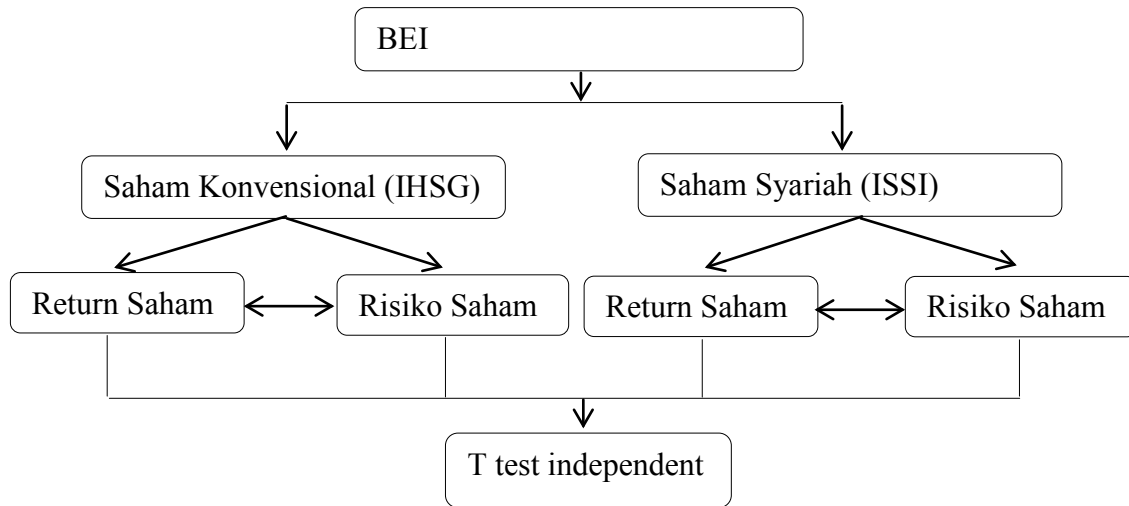 BEI
Saham Konvensional (IHSG)
Saham Syariah (ISSI)
Return Saham
Risiko Saham
Return Saham
Risiko Saham
T test independent